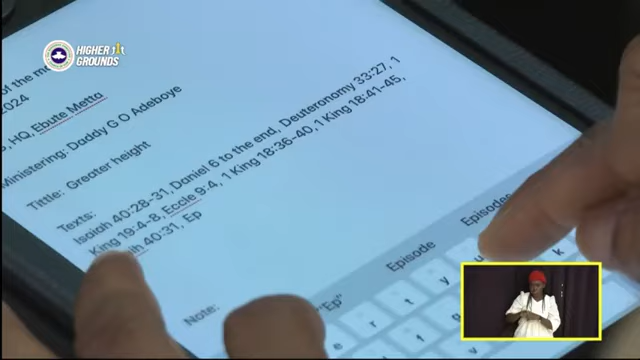 HIGHER
GROUNDS
of the me
2024
HQ, Ebute Metta
Ministering: Daddy G O Adeboye
Tittle: Greater height
Texts:
Isaiah 40:28-31, Daniel 6 to the end, Deuteronomy 33:27, 1
King 19:4-8, Eccle 9:4, 1 King 18:36-40, 1 King 18:41-45,
40:31, Ep
Note:
"Ep" Episode Episodes
e r t y u k